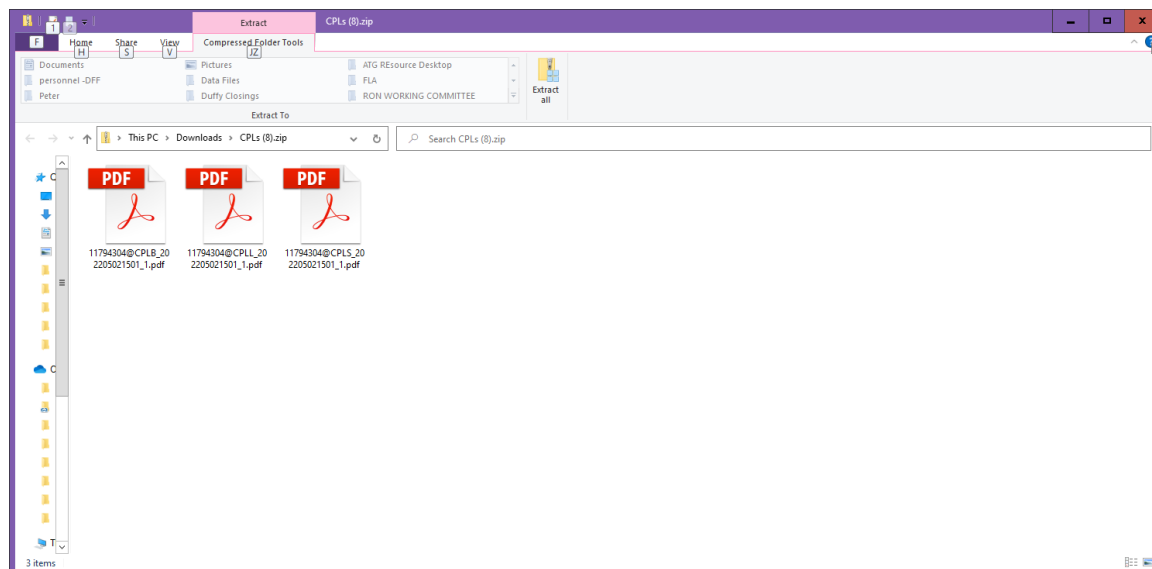 Extract
CPLs (8).zip
1
2
F
Home
Share
View
Compressed Folder Tools
H
S
V
JZ
?
Documents
Pictures
ATG REsource Desktop
personnel -DFF
Data Files
FLA
Peter
Duffy Closings
RON WORKING COMMITTEE
Extract
all
Extract To
This PC > Downloads > CPLs (8).zip
Search CPLs (8).zip
PDF
PDF
PDF
11794304@CPLB_20
2205021501_1.pdf
11794304@CPLL_20
2205021501_1.pdf
11794304@CPLS_20
2205021501_1.pdf
C
C
T
3 items